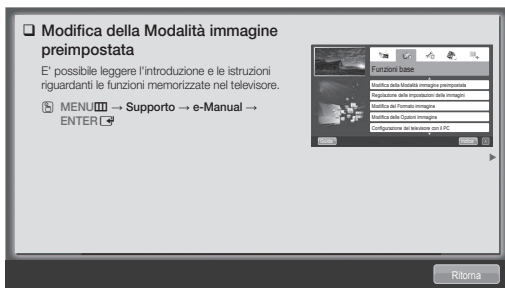 ❑ Modifica della Modalità immagine
preimpostata
E' possibile leggere l'introduzione e le istruzioni
riguardanti le funzioni memorizzate nel televisore.
MENU → Supporto → e-Manual →
ENTER
Funzioni base
Modifica della Modalità immagine preimpostata
Regolazione delle impostazioni delle immagini
Modifica del Formato immagine
Modifica delle Opzioni immagine
Configurazione del televisore con il PC
Guida
Indice
Ritorna